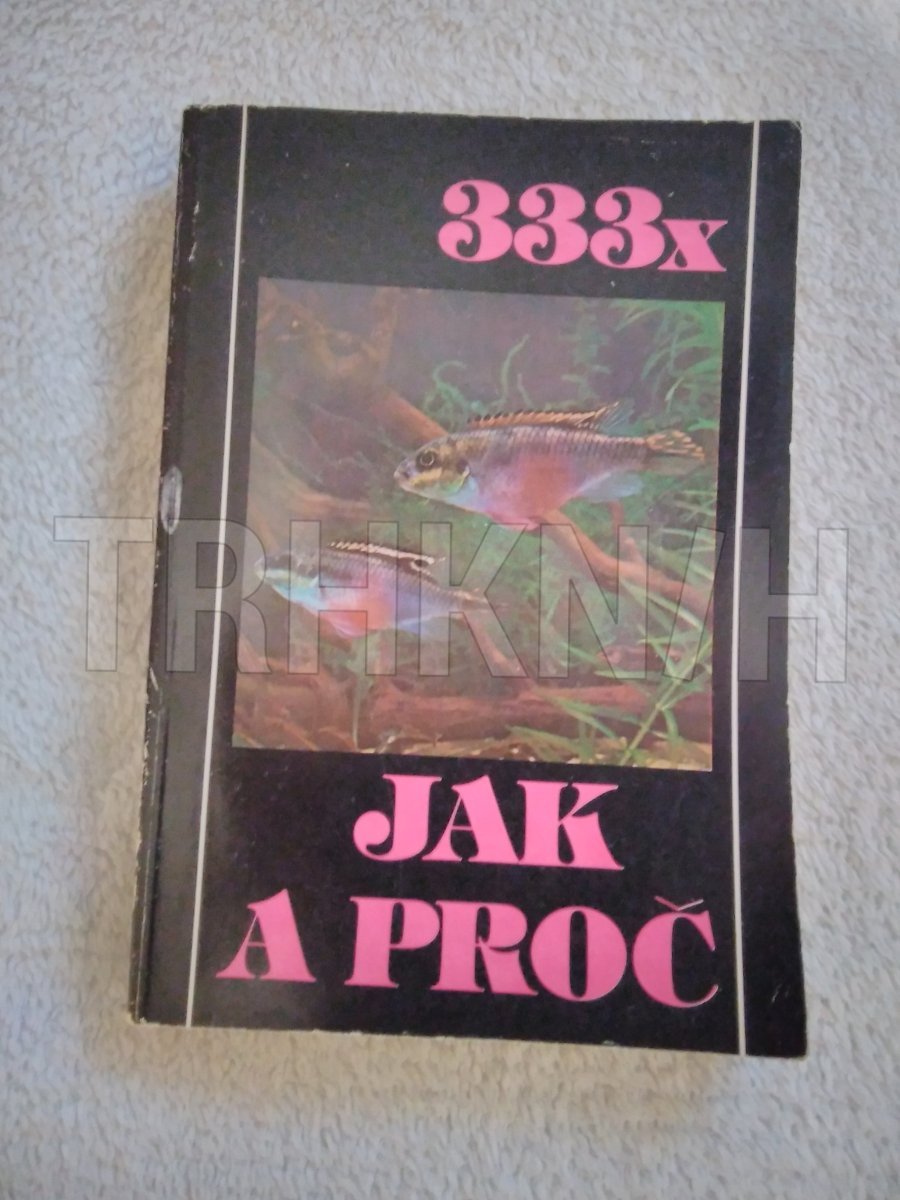 333x
TRHKNIH
JAK
A PROČ